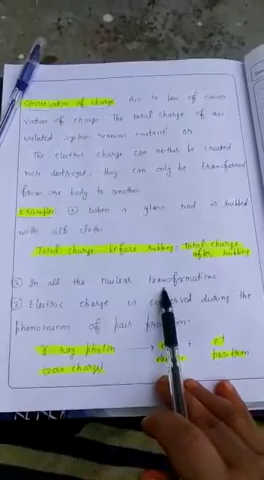 Conservation of charge Acc to law of conser
vation of charge. The total charge of an
isolated system remain constant or
The electric charge can neither be created
nor destroyed. they can only be transferred
from one body to another.
Example: ① When a glass rod is rubbed
with silk cloth
Total charge before rubbing = Total charge after rubbing
② In all the nuclear transformations
③ Electric charge is conserved during the
phenomenon of pair
γ ray photon → + e+
(zero charge) positron